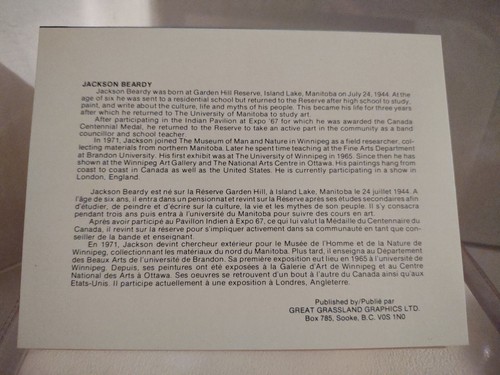 JACKSON BEARDY
Jackson Beardy was born at Garden Hill Reserve, Island Lake, Manitoba on July 24, 1944. At the
age of six he was sent to a residential school but returned to the Reserve after high school to study,
paint, and write about the culture, life and myths of his people. This became his life for three years
after which he returned to The University of Manitoba to study art.
After participating in the Indian Pavilion at Expo '67 for which he was awarded the Canada
Centennial Medal, he returned to the Reserve to take an active part in the community as a band
councillor and school teacher.
In 1971, Jackson joined The Museum of Man and Nature in Winnipeg as a field researcher, col-
lecting materials from northern Manitoba. Later he spent time teaching at the Fine Arts Department
at Brandon University. His first exhibit was at The University of Winnipeg in 1965. Since then he has
shown at the Winnipeg Art Gallery and The National Arts Centre in Ottawa. His paintings hang from
coast to coast in Canada as well as the United States. He is currently participating in a show in
London, England.
Jackson Beardy est né sur la Réserve Garden Hill, à Island Lake, Manitoba le 24 juillet 1944. A
l'âge de six ans, il entra dans un pensionnat et revint sur la Réserve après ses études secondaires afin
d'étudier, de peindre et d'écrire sur la culture, la vie et les mythes de son peuple. Il s'y consacra
pendant trois ans puis entra à l'université du Manitoba pour suivre des cours en art.
Après avoir participé au Pavillon Indien à Expo 67, ce qui lui valut la Médaille du Centennaire du
Canada, il revint sur la réserve pour s'impliquer activement dans sa communauté en tant que con-
seiller de la bande et enseignant.
En 1971, Jackson devint chercheur extérieur pour le Musée de l'Homme et de la Nature de
Winnipeg, collectionnant les matériaux du nord du Manitoba. Plus tard, il enseigna au Département
des Beaux Arts de l'université de Brandon. Sa première exposition eut lieu en 1965 à l'université de
Winnipeg. Depuis, ses peintures ont été exposées à la Galerie d'Art de Winnipeg et au Centre
National des Arts à Ottawa. Ses oeuvres se retrouvent d'un bout à l'autre du Canada ainsi qu'aux
Etats-Unis. Il participe actuellement à une exposition à Londres, Angleterre.
Published by/Publié par
GREAT GRASSLAND GRAPHICS LTD.
Box 785, Sooke, B.C. V0S 1N0